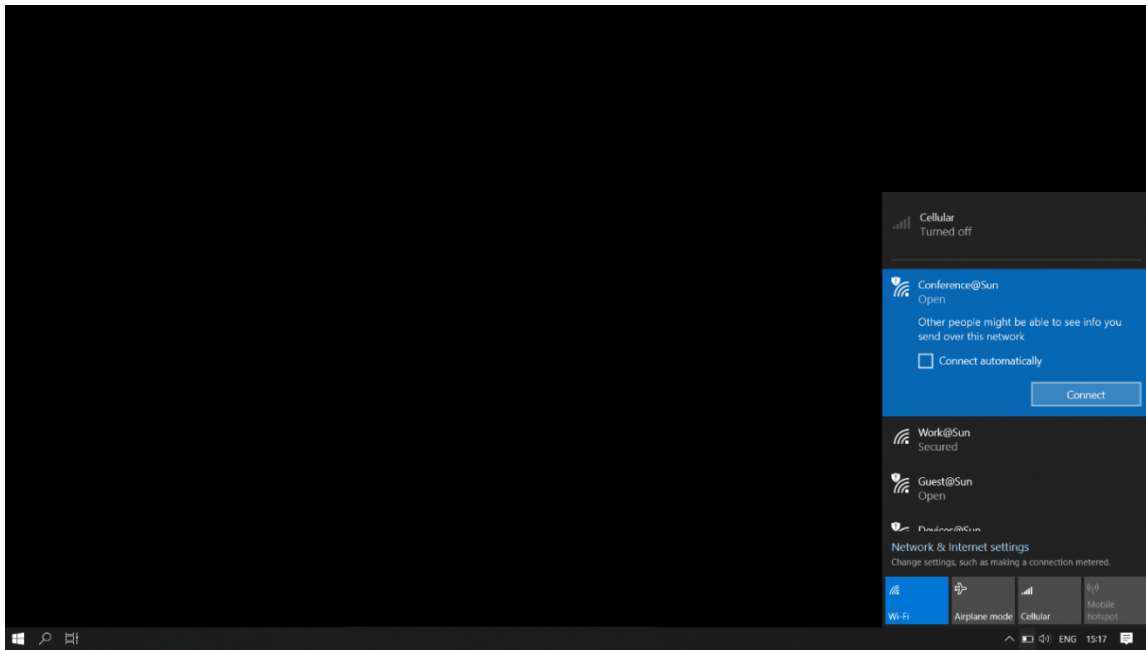 Cellular
Turned off
Conference@Sun
Open
Other people might be able to see info you
send over this network
Connect automatically
Connect
Work@Sun
Secured
Guest@Sun
Open
Devices@Sun
Network & Internet settings
Change settings, such as making a connection metered.
Wi-Fi
Airplane mode
Cellular
Mobile
hotspot
ENG
15:17